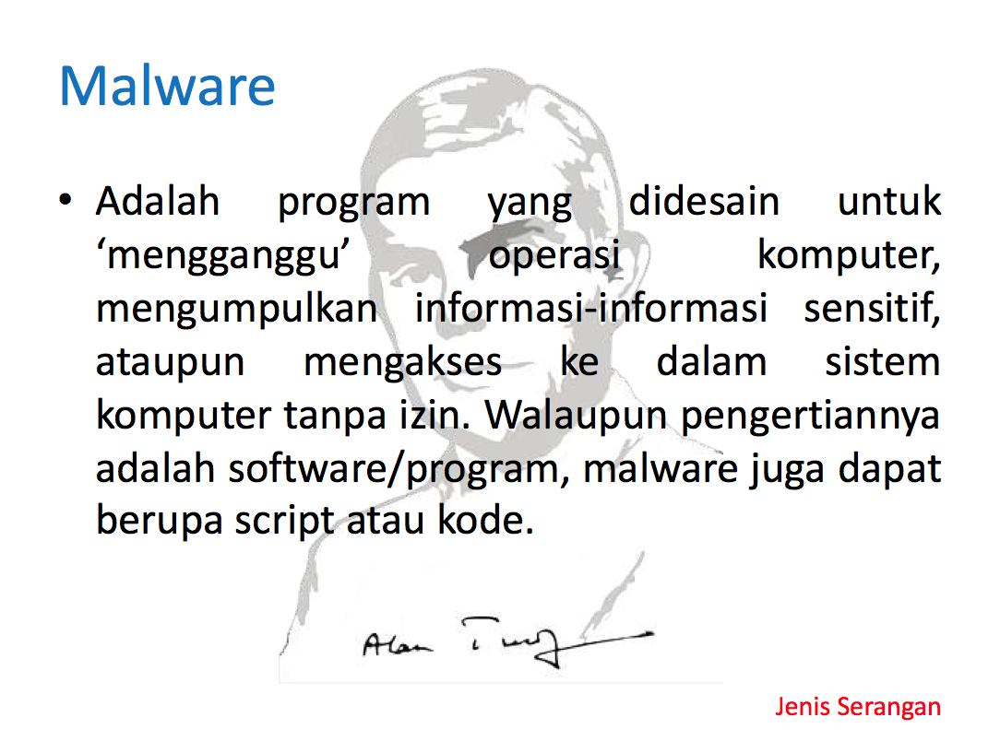 Malware
• Adalah program yang didesain untuk
‘mengganggu’ operasi komputer,
mengumpulkan informasi-informasi sensitif,
ataupun mengakses ke dalam sistem
komputer tanpa izin. Walaupun pengertiannya
adalah software/program, malware juga dapat
berupa script atau kode.
Alan Turing
Jenis Serangan